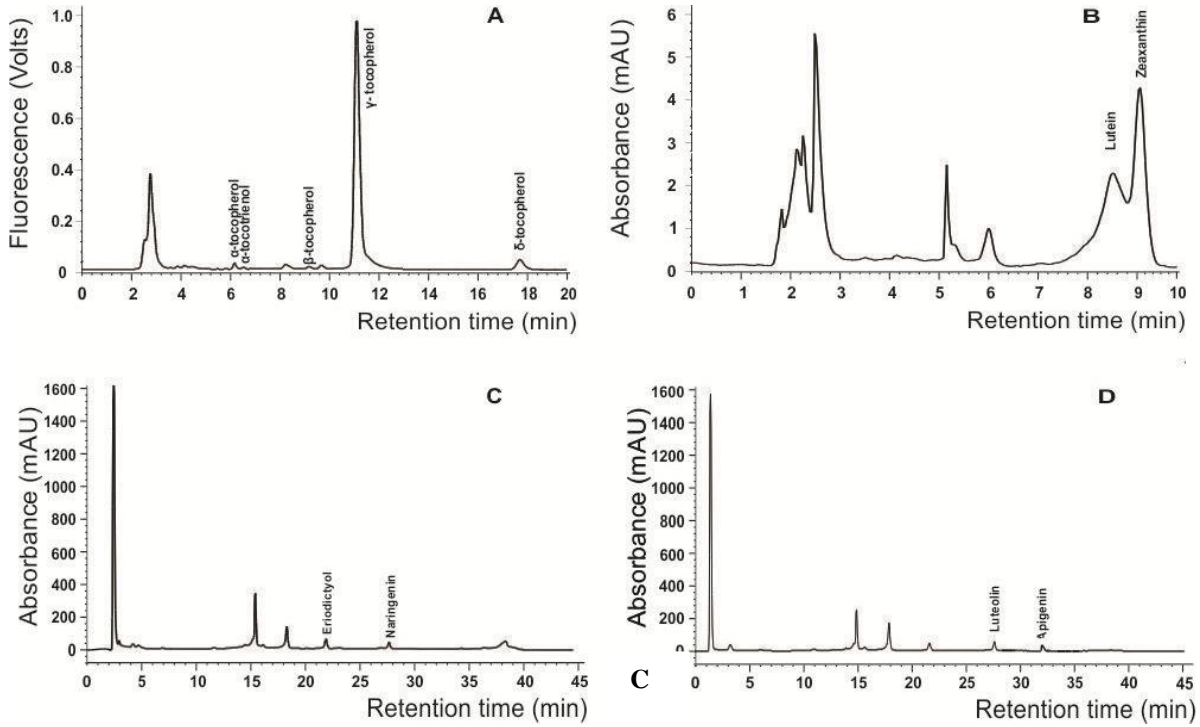 A
Fluorescence (Volts)
1.0
0.8
0.6
0.4
0.2
0
α-tocopherol
α-tocotrienol
β-tocopherol
γ- tocopherol
δ-tocopherol
0 2 4 6 8 10 12 14 16 18 20
Retention time (min)
B
Absorbance (mAU)
6
5
4
3
2
1
0
Lutein
Zeaxanthin
0 1 2 3 4 5 6 7 8 9 10
Retention time (min)
C
Absorbance (mAU)
1600
1400
1200
1000
800
600
400
200
0
Eriodictyol
Naringenin
0 5 10 15 20 25 30 35 40 45
Retention time (min)
D
Absorbance (mAU)
1600
1400
1200
1000
800
600
400
200
0
Luteolin
Apigenin
0 5 10 15 20 25 30 35 40 45
Retention time (min)
C